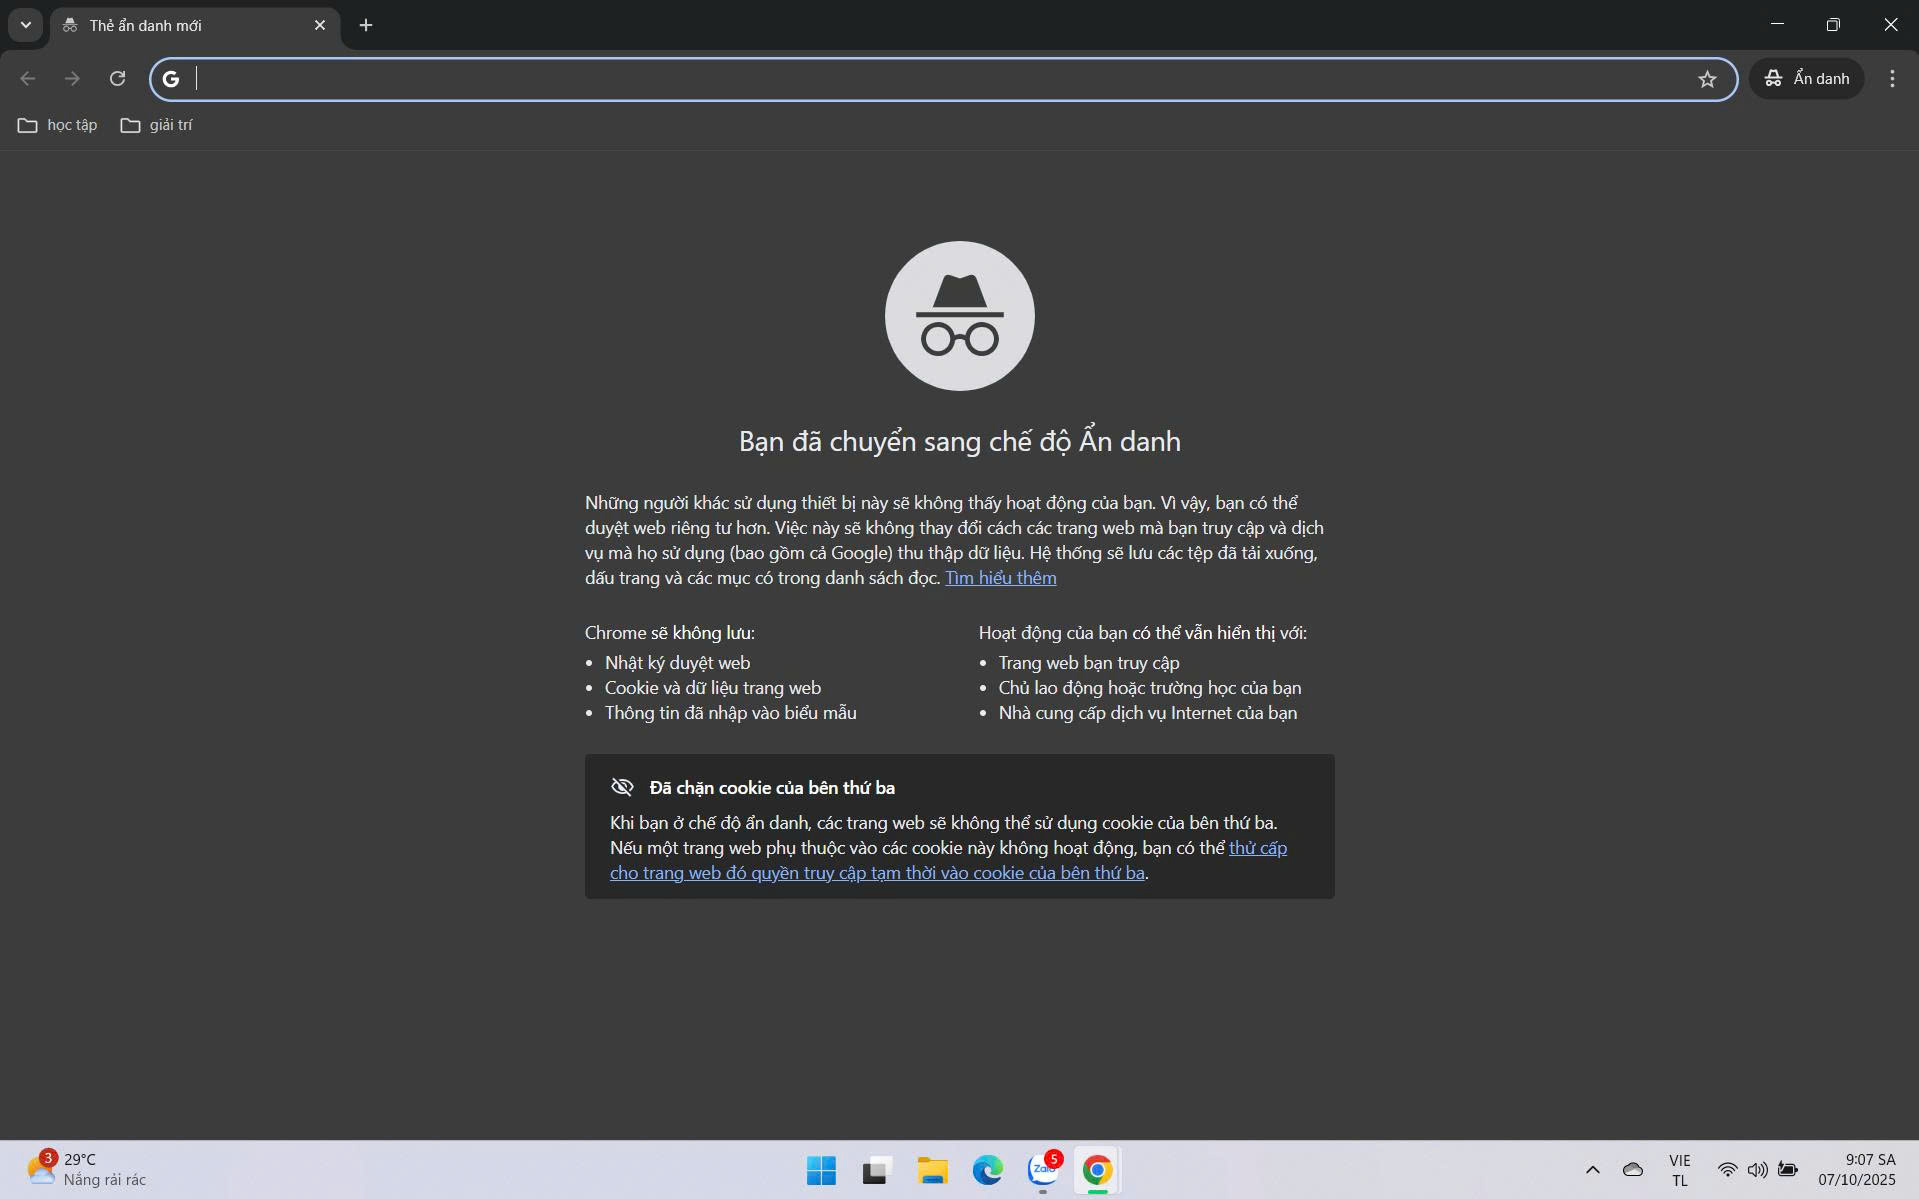 Thẻ ẩn danh mới
Ẩn danh
học tập
giải trí
Bạn đã chuyển sang chế độ Ẩn danh
Những người khác sử dụng thiết bị này sẽ không thấy hoạt động của bạn. Vì vậy, bạn có thể
duyệt web riêng tư hơn. Việc này sẽ không thay đổi cách các trang web mà bạn truy cập và dịch
vụ mà họ sử dụng (bao gồm cả Google) thu thập dữ liệu. Hệ thống sẽ lưu các tệp đã tải xuống,
dấu trang và các mục có trong danh sách đọc. Tìm hiểu thêm
Chrome sẽ không lưu:
• Nhật ký duyệt web
• Cookie và dữ liệu trang web
• Thông tin đã nhập vào biểu mẫu
Hoạt động của bạn có thể vẫn hiển thị với:
• Trang web bạn truy cập
• Chủ lao động hoặc trường học của bạn
• Nhà cung cấp dịch vụ Internet của bạn
Đã chặn cookie của bên thứ ba
Khi bạn ở chế độ ẩn danh, các trang web sẽ không thể sử dụng cookie của bên thứ ba.
Nếu một trang web phụ thuộc vào các cookie này không hoạt động, bạn có thể thử cấp
cho trang web đó quyền truy cập tạm thời vào cookie của bên thứ ba.
3
29°C
Nắng rải rác
Zalo
5
VIE
TL
9:07 SA
07/10/2025